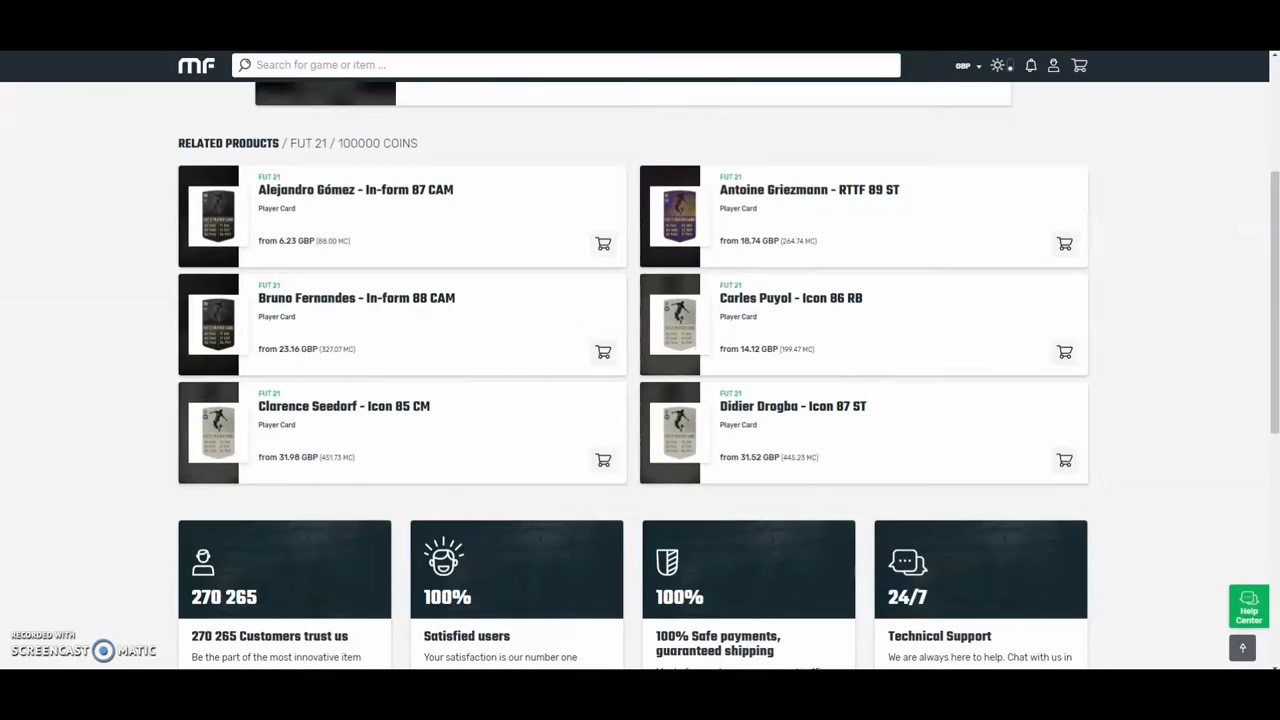 MF
Search for game or item ...
GBP
RELATED PRODUCTS / FUT 21 / 100000 COINS
FUT 21
Alejandro Gómez - In-form 87 CAM
Player Card
from 6.23 GBP (88.00 MC)
FUT 21
Antoine Griezmann - RTTF 89 ST
Player Card
from 18.74 GBP (264.74 MC)
FUT 21
Bruno Fernandes - In-form 88 CAM
Player Card
from 23.16 GBP (327.07 MC)
FUT 21
Carles Puyol - Icon 86 RB
Player Card
from 14.12 GBP (199.47 MC)
FUT 21
Clarence Seedorf - Icon 85 CM
Player Card
from 31.98 GBP (451.73 MC)
FUT 21
Didier Drogba - Icon 87 ST
Player Card
from 31.52 GBP (445.23 MC)
270 265
270 265 Customers trust us
Be the part of the most innovative item
100%
Satisfied users
Your satisfaction is our number one
100%
100% Safe payments,
guaranteed shipping
24/7
Technical Support
We are always here to help. Chat with us in
Help
Center
RECORDED WITH
SCREENCAST MATIC